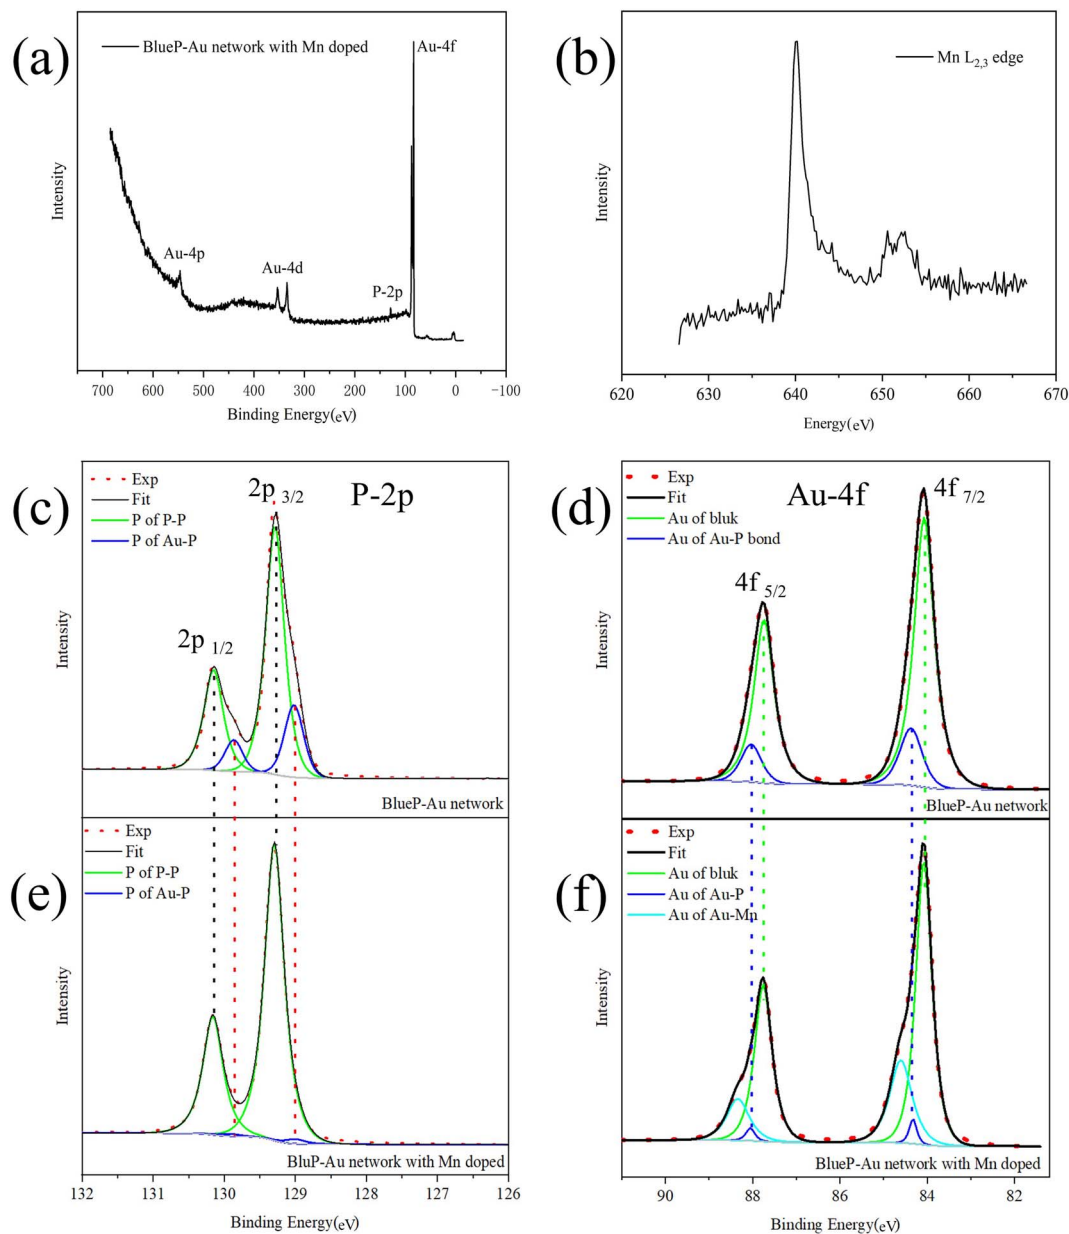 (a)
BlueP-Au network with Mn doped
Au-4f
Au-4p
Au-4d
P-2p
Intensity
700 600 500 400 300 200 100 0 -100
Binding Energy(eV)
(b)
Mn L2,3 edge
Intensity
620 630 640 650 660 670
Energy(eV)
(c)
Exp
Fit
P of P-P
P of Au-P
2p 3/2
P-2p
2p 1/2
Intensity
BlueP-Au network
(d)
Exp
Fit
Au of bluk
Au of Au-P bond
Au-4f
4f 7/2
4f 5/2
Intensity
BlueP-Au network
(e)
Exp
Fit
P of P-P
P of Au-P
Intensity
BluP-Au network with Mn doped
132 131 130 129 128 127 126
Binding Energy(eV)
(f)
Exp
Fit
Au of bluk
Au of Au-P
Au of Au-Mn
Intensity
BlueP-Au network with Mn doped
90 88 86 84 82
Binding Energy(eV)